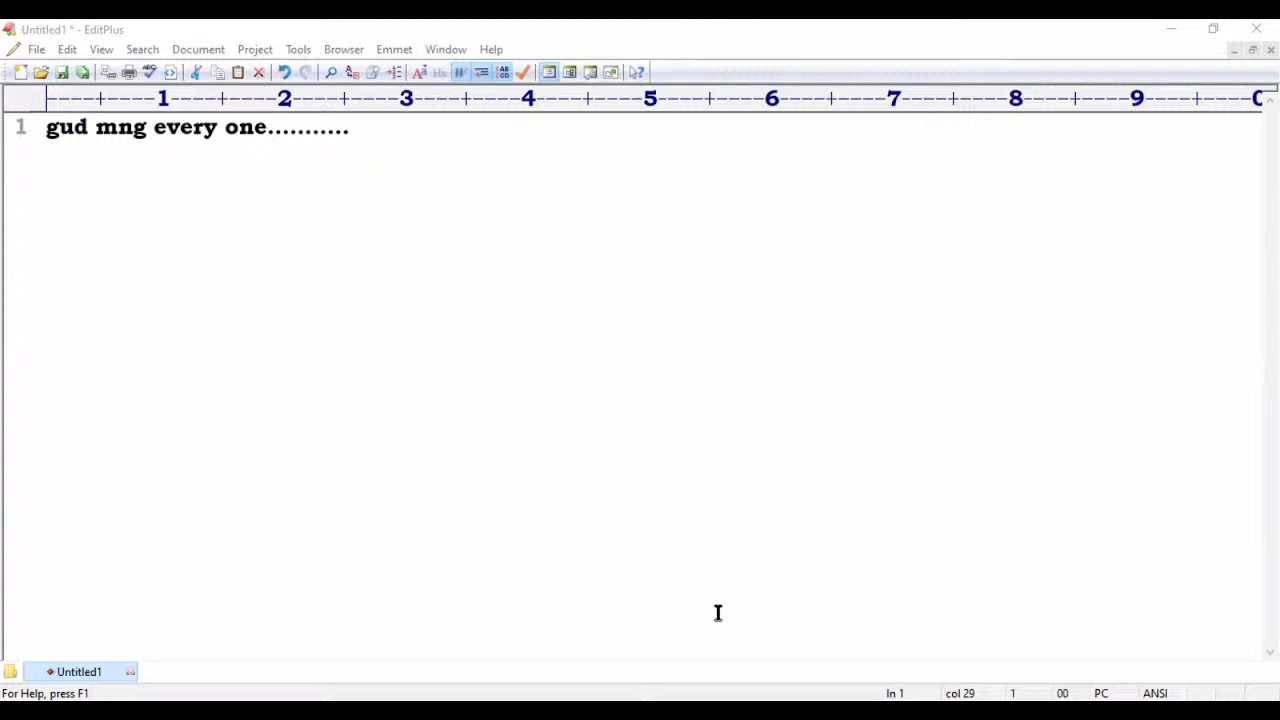 Untitled1 * - EditPlus
File Edit View Search Document Project Tools Browser Emmet Window Help
----+----1----+----2----+----3----+----4----+----5----+----6----+----7----+----8----+----9----+----0
1 gud mng every one...........
Untitled1
For Help, press F1 ln 1 col 29 1 00 PC ANSI